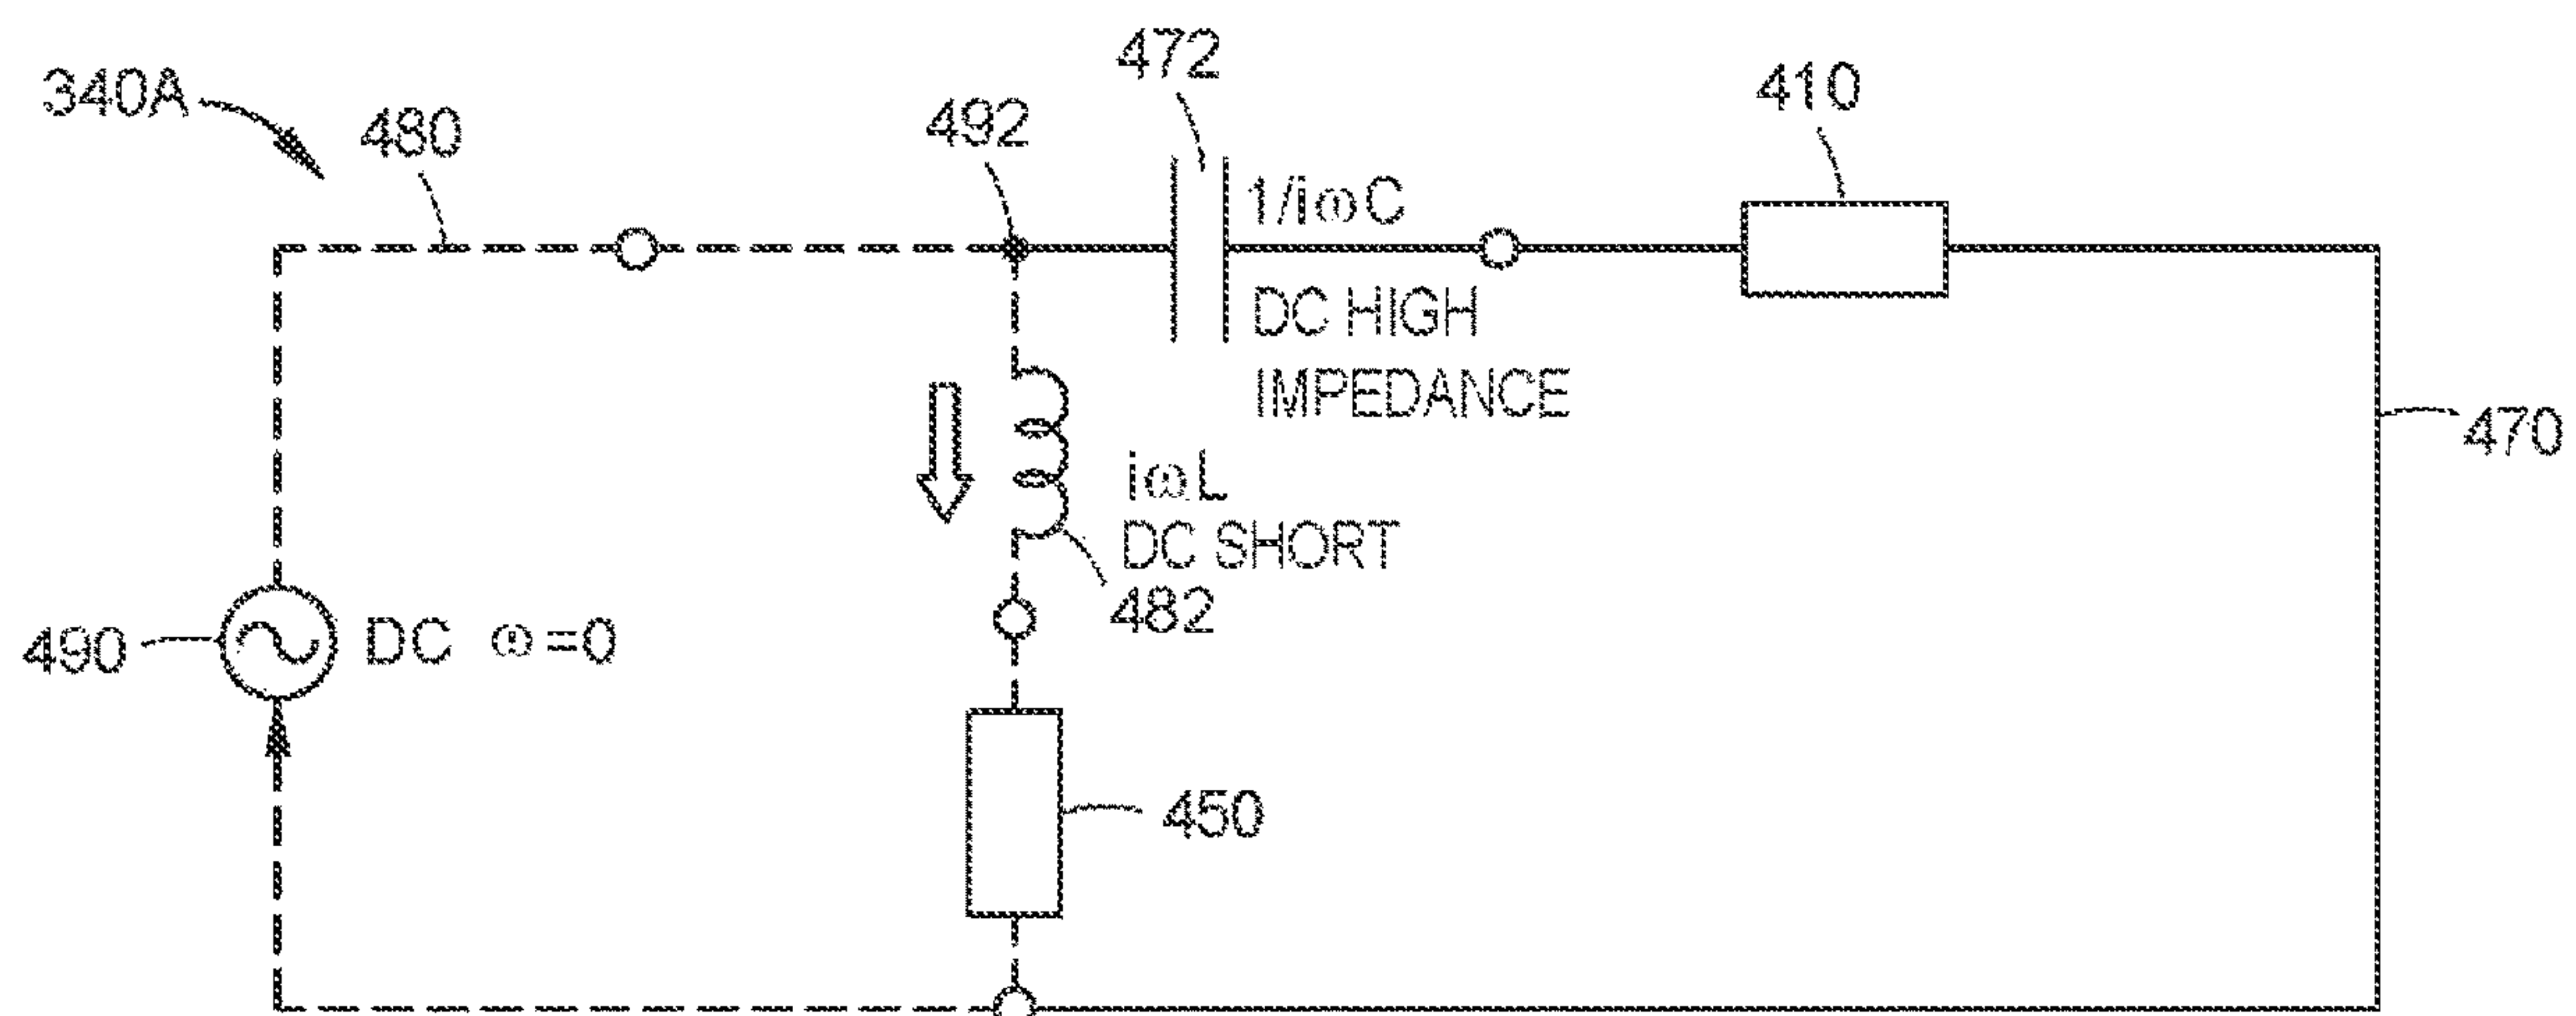 472
410
340A
480
492
1/iωC
DC HIGH
IMPEDANCE
470
iωL
DC SHORT
482
490
DC ω=0
450